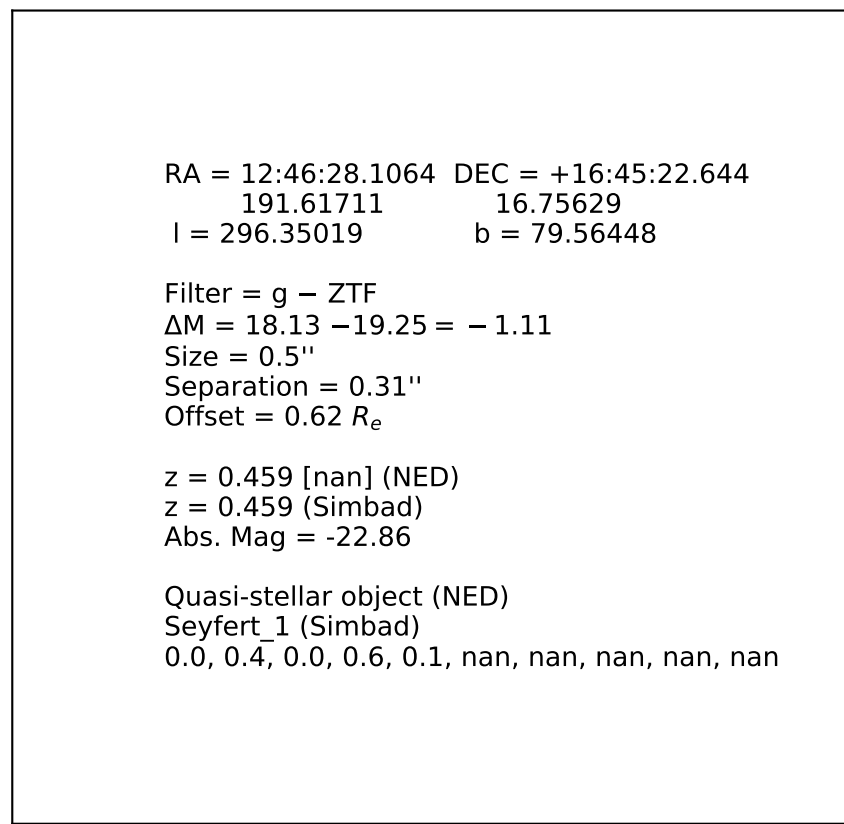 RA = 12:46:28.1064  DEC = +16:45:22.644
191.61711 16.75629
l = 296.35019 b = 79.56448
Filter = g − ZTF
ΔM = 18.13 −19.25 = − 1.11
Size = 0.5''
Separation = 0.31''
Offset = 0.62 Re
z = 0.459 [nan] (NED)
z = 0.459 (Simbad)
Abs. Mag = -22.86
Quasi-stellar object (NED)
Seyfert_1 (Simbad)
0.0, 0.4, 0.0, 0.6, 0.1, nan, nan, nan, nan, nan